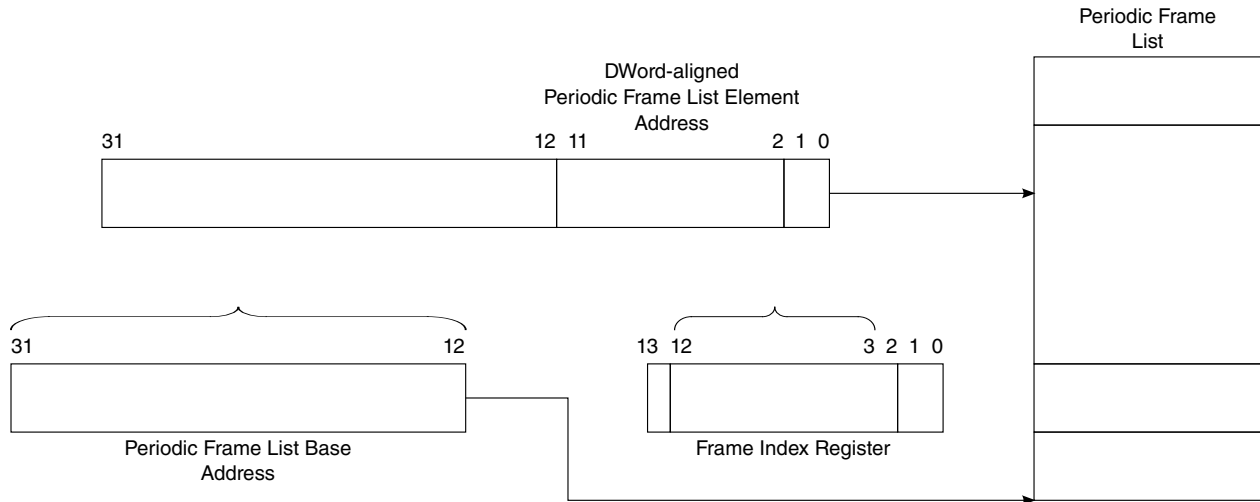 Periodic Frame
List
DWord-aligned
Periodic Frame List Element
Address
31 12 11 2 1 0
31 12 13 12 3 2 1 0
Periodic Frame List Base
Address
Frame Index Register